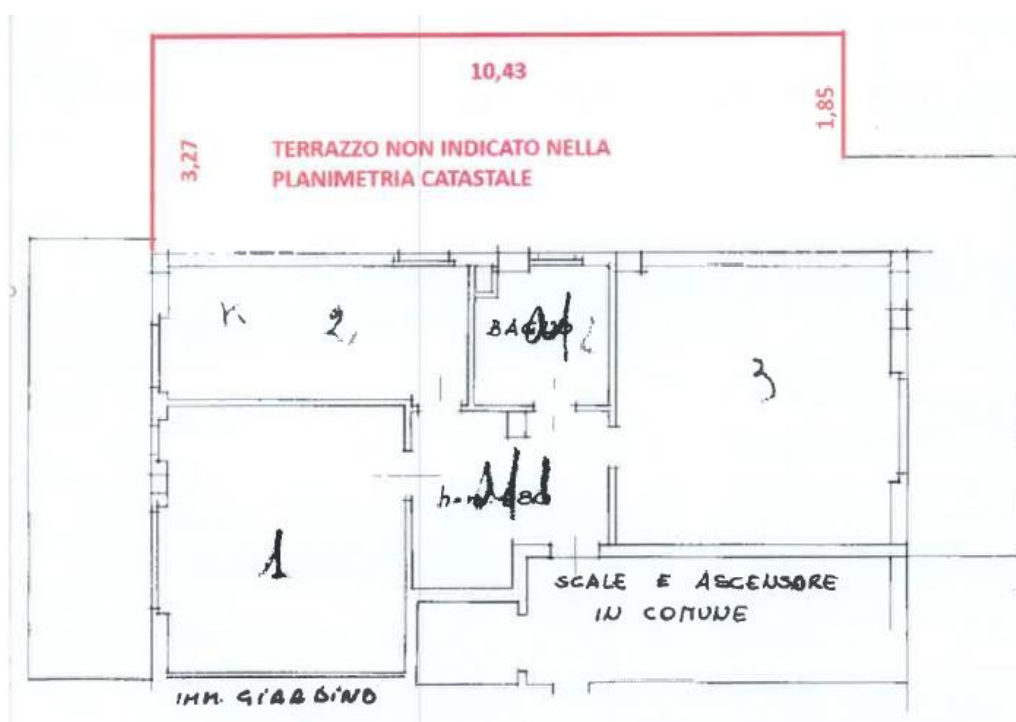 10,43
1,85
3,27
TERRAZZO NON INDICATO NELLA
PLANIMETRIA CATASTALE
K
2
BAGNO
3
1
SCALE E ASCENSORE
IN COMUNE
IMM. GIARDINO